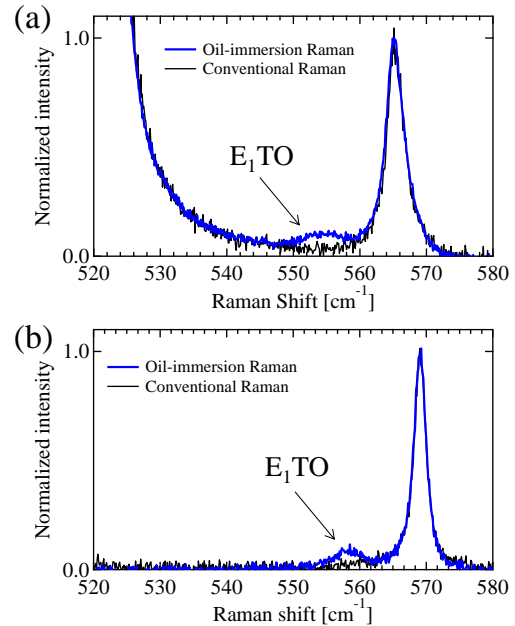 (a)
1.0
Oil-immersion Raman
Conventional Raman
E₁TO
Normalized intensity
0.0
520 530 540 550 560 570 580
Raman Shift [cm⁻¹]
(b)
1.0
Oil-immersion Raman
Conventional Raman
E₁TO
Normalized intensity
0.0
520 530 540 550 560 570 580
Raman shift [cm⁻¹]